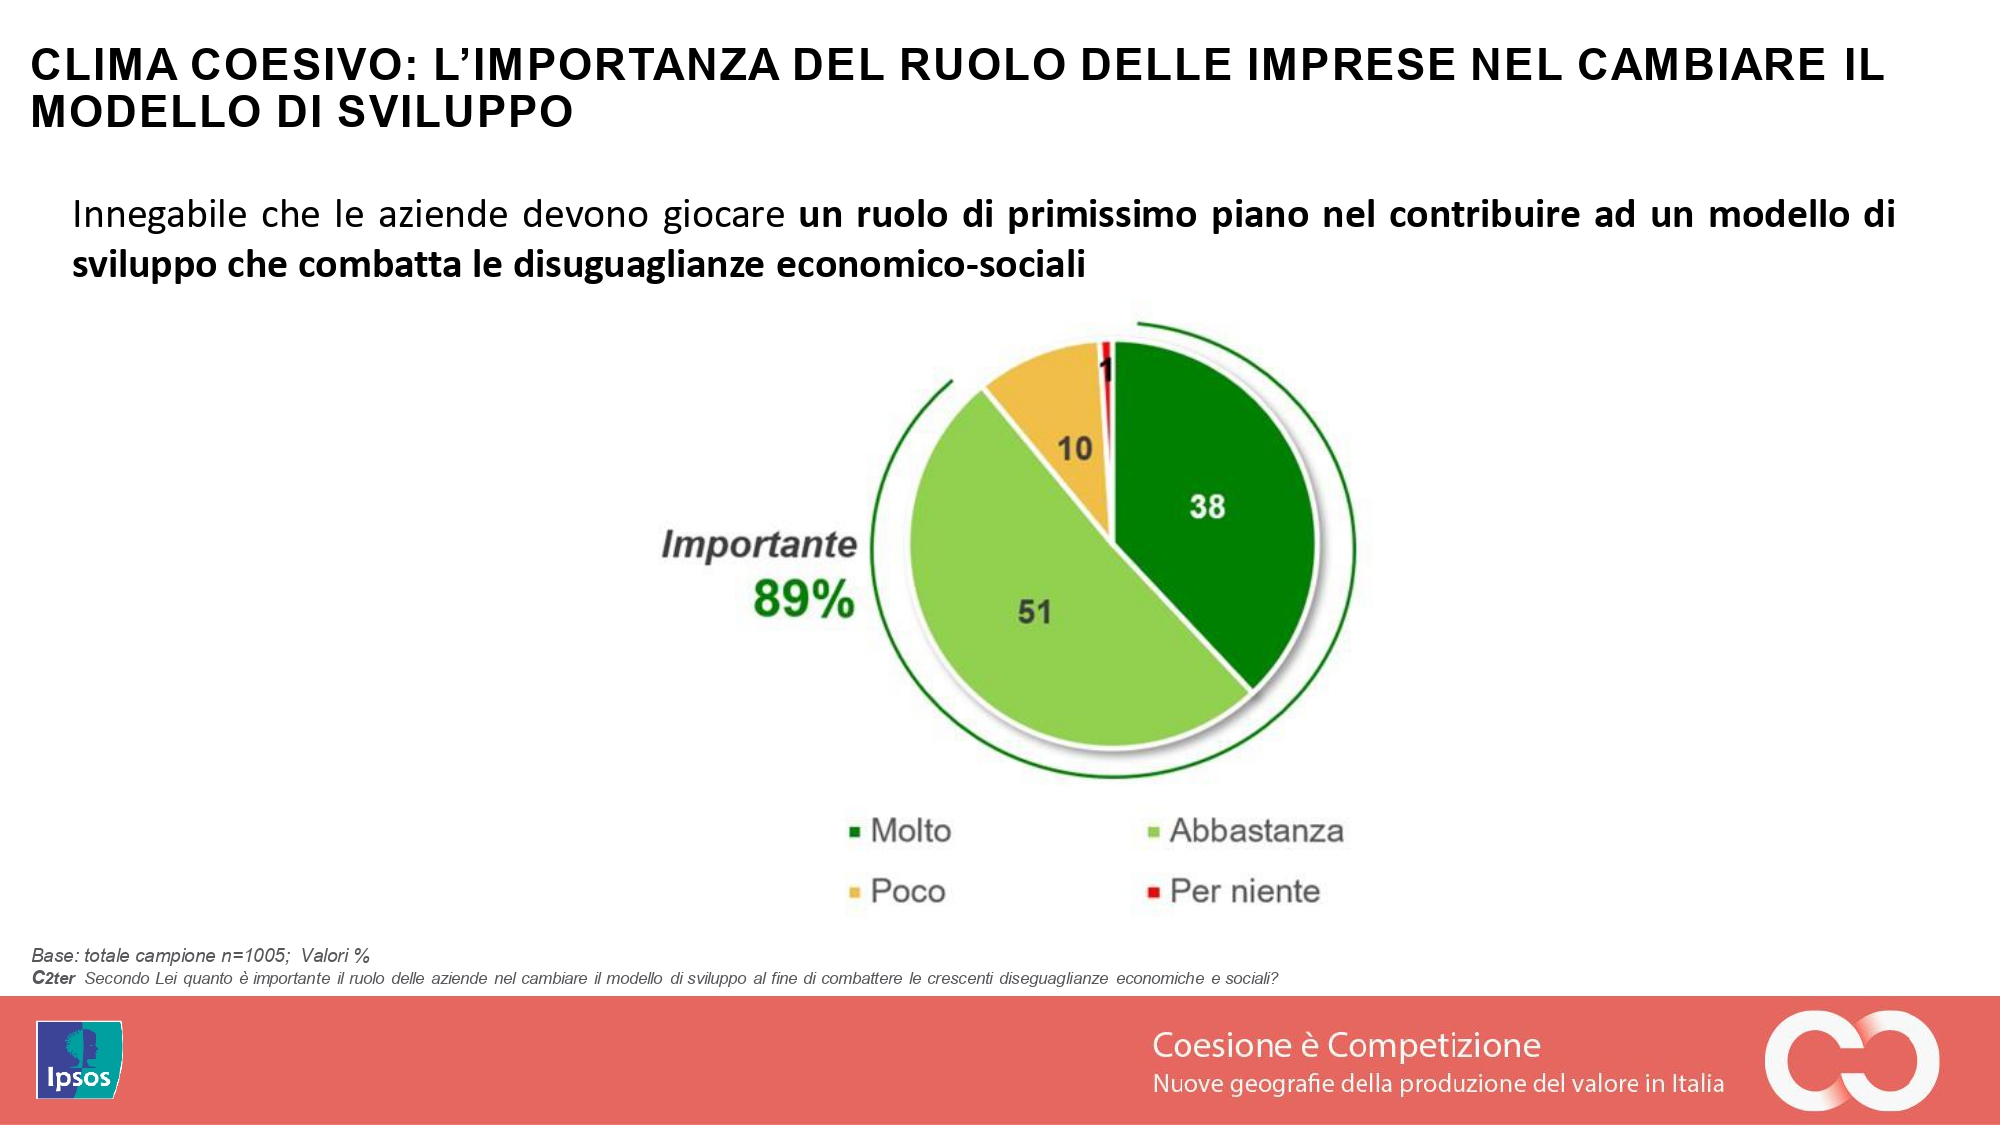 CLIMA COESIVO: L’IMPORTANZA DEL RUOLO DELLE IMPRESE NEL CAMBIARE IL
MODELLO DI SVILUPPO
Innegabile che le aziende devono giocare un ruolo di primissimo piano nel contribuire ad un modello di
sviluppo che combatta le disuguaglianze economico-sociali
1
10
38
Importante
89%
51
Molto
Abbastanza
Poco
Per niente
Base: totale campione n=1005; Valori %
C2ter Secondo Lei quanto è importante il ruolo delle aziende nel cambiare il modello di sviluppo al fine di combattere le crescenti diseguaglianze economiche e sociali?
Ipsos
Coesione è Competizione
Nuove geografie della produzione del valore in Italia